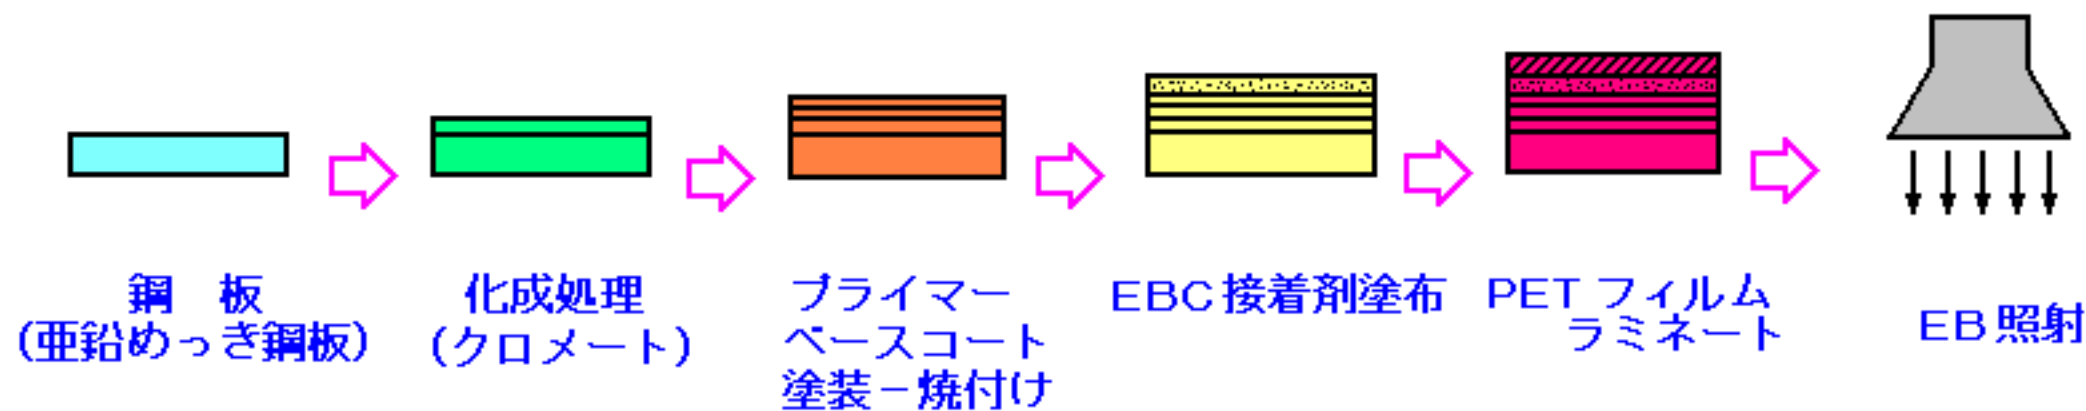 鋼 板
(亜鉛めっき鋼板)
化成処理
(クロメート)
プライマー
ベースコート
塗装－焼付け
EBC接着剤塗布
PET フィルム
ラミネート
EB 照射